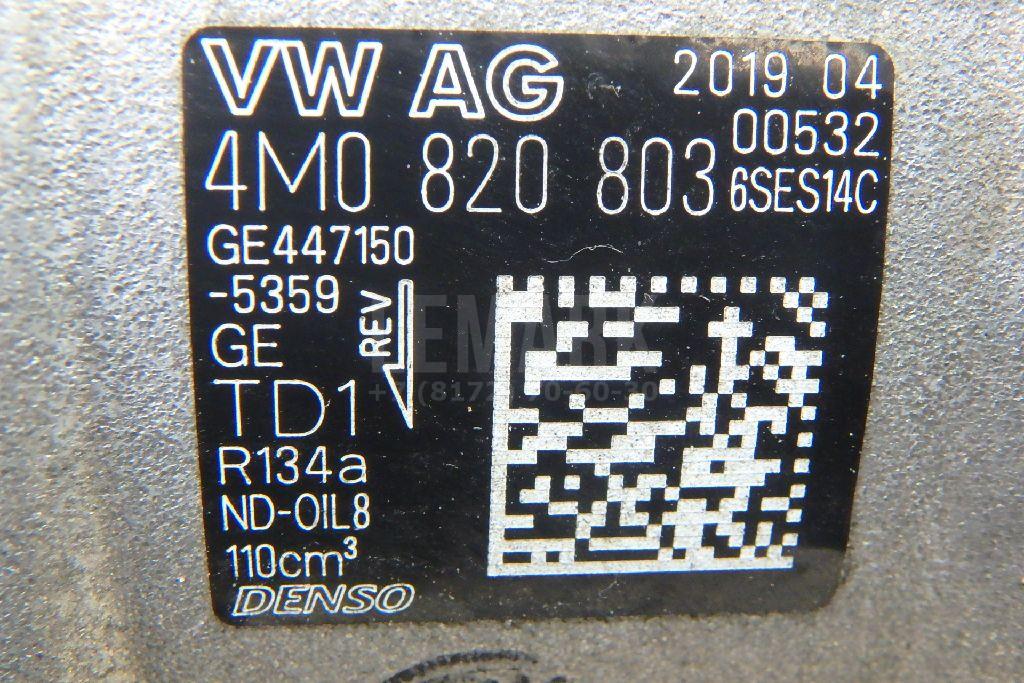 VW AG 2019 04
00532
4M0 820 803 6SES14C
GE447150
-5359
REV
GE
TD1
R134a
ND-OIL8
110cm³
DENSO